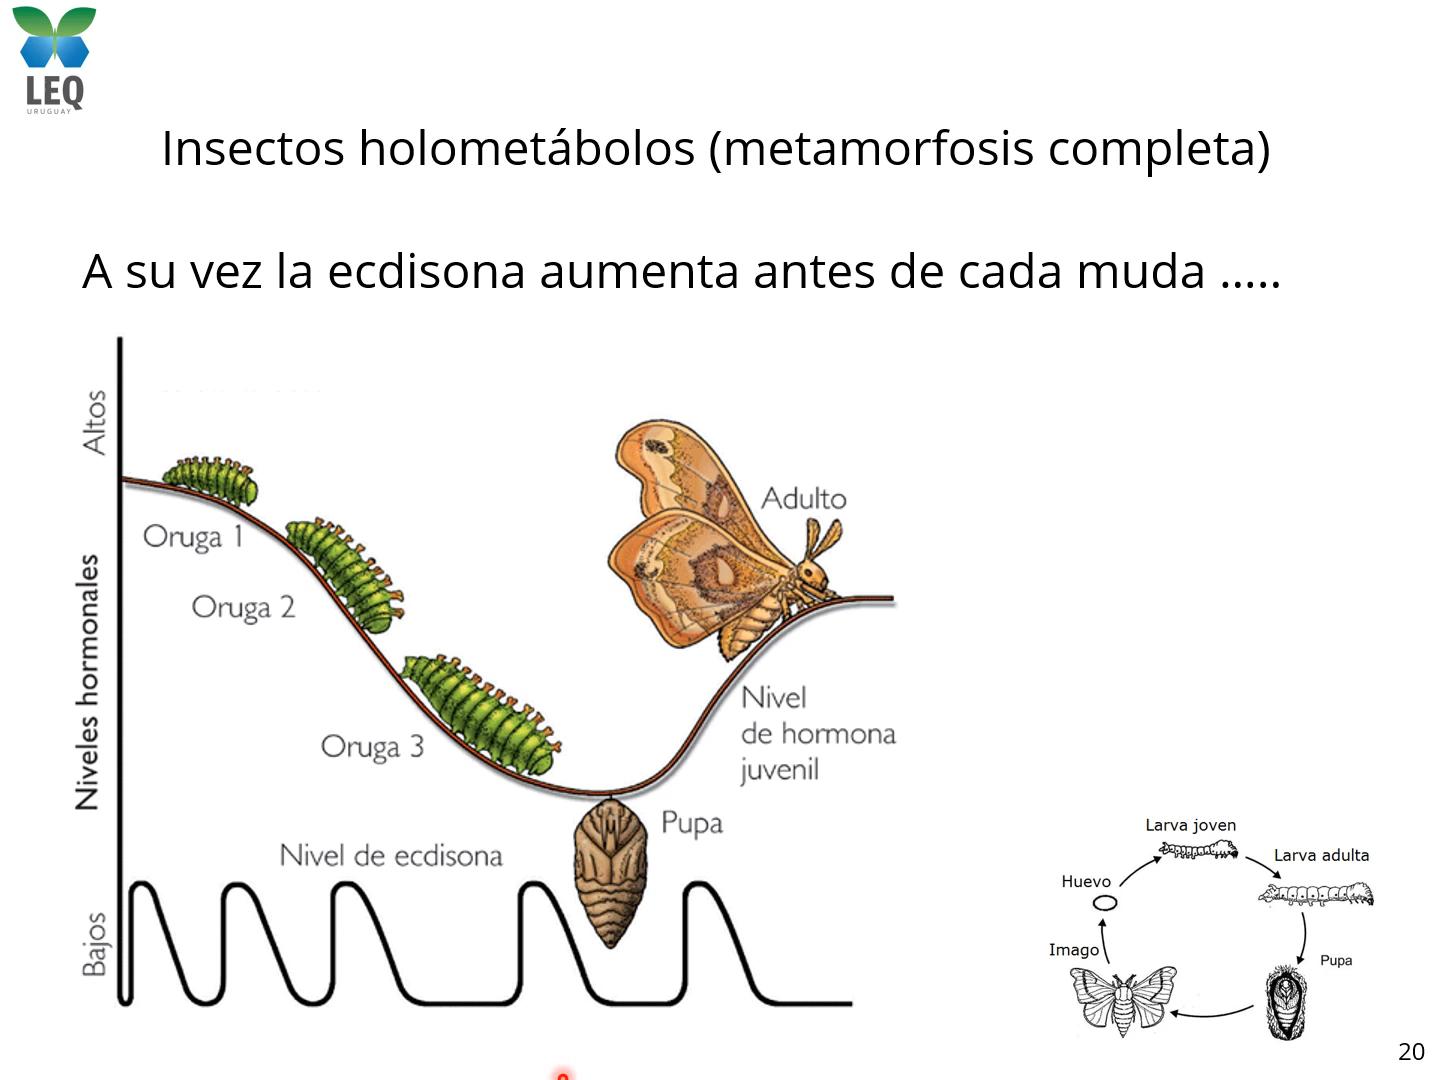 LEQ
URUGUAY
Insectos holometábolos (metamorfosis completa)
A su vez la ecdisona aumenta antes de cada muda .....
Altos
Niveles hormonales
Bajos
Oruga 1
Oruga 2
Oruga 3
Adulto
Nivel
de hormona
juvenil
Pupa
Nivel de ecdisona
Larva joven
Larva adulta
Huevo
Imago
Pupa
20